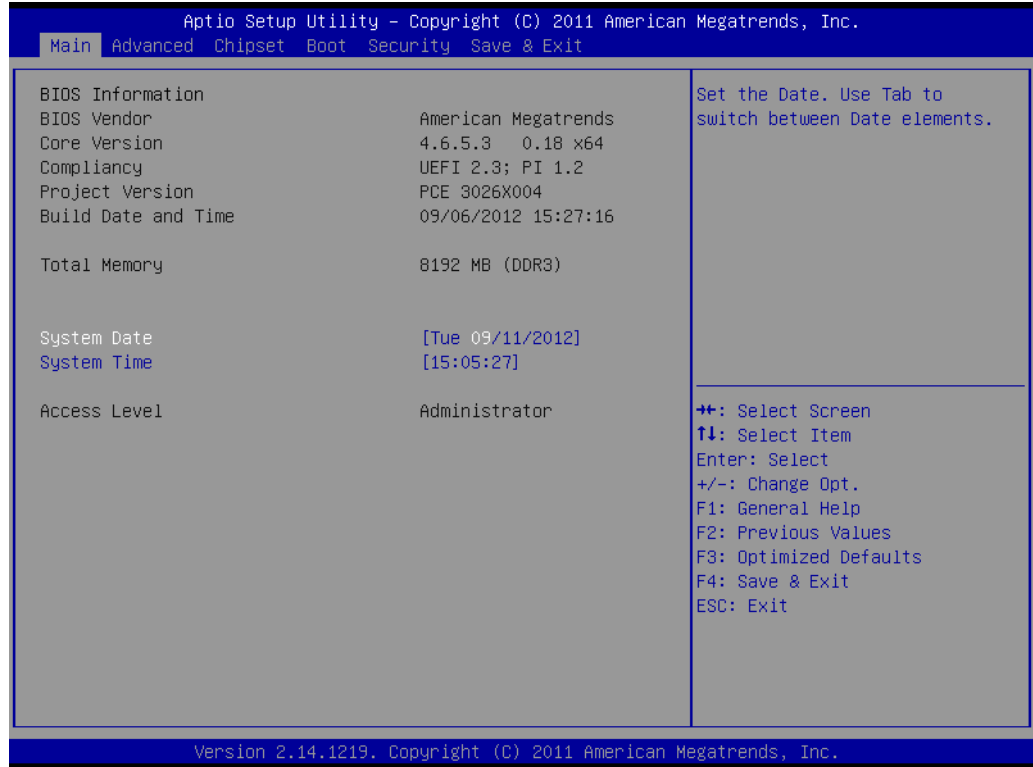 Aptio Setup Utility – Copyright (C) 2011 American Megatrends, Inc.
Main Advanced Chipset Boot Security Save & Exit
BIOS Information
BIOS Vendor American Megatrends
Core Version 4.6.5.3 0.18 x64
Compliancy UEFI 2.3; PI 1.2
Project Version PCE 3026X004
Build Date and Time 09/06/2012 15:27:16
Total Memory 8192 MB (DDR3)
System Date [Tue 09/11/2012]
System Time [15:05:27]
Access Level Administrator
Set the Date. Use Tab to
switch between Date elements.
→←: Select Screen
↑↓: Select Item
Enter: Select
+/-: Change Opt.
F1: General Help
F2: Previous Values
F3: Optimized Defaults
F4: Save & Exit
ESC: Exit
Version 2.14.1219. Copyright (C) 2011 American Megatrends, Inc.